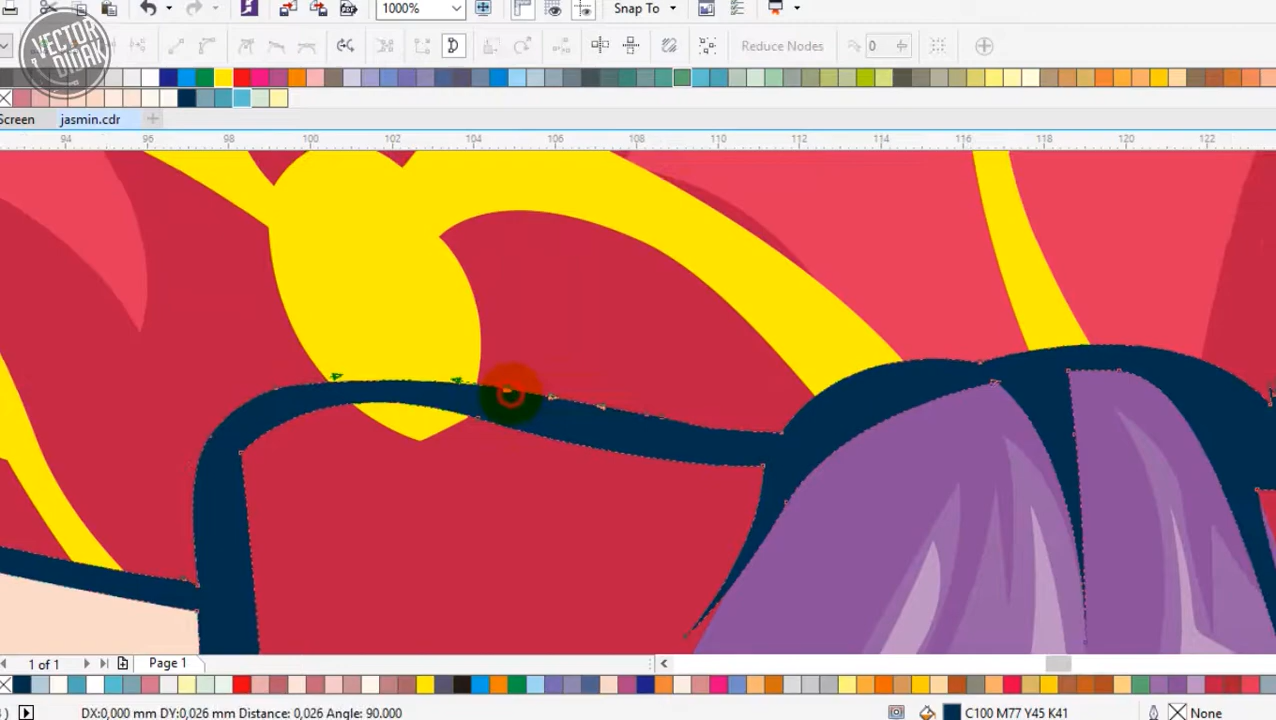 1000%
Snap To
VECTOR
DIDAN
Reduce Nodes
0
Screen
jasmin.cdr
94 96 98 100 102 104 106 108 110 112 114 116 118 120 122
1 of 1
Page 1
DX:0,000 mm DY:0,026 mm Distance: 0,026 Angle: 90.000
C100 M77 Y45 K41
None